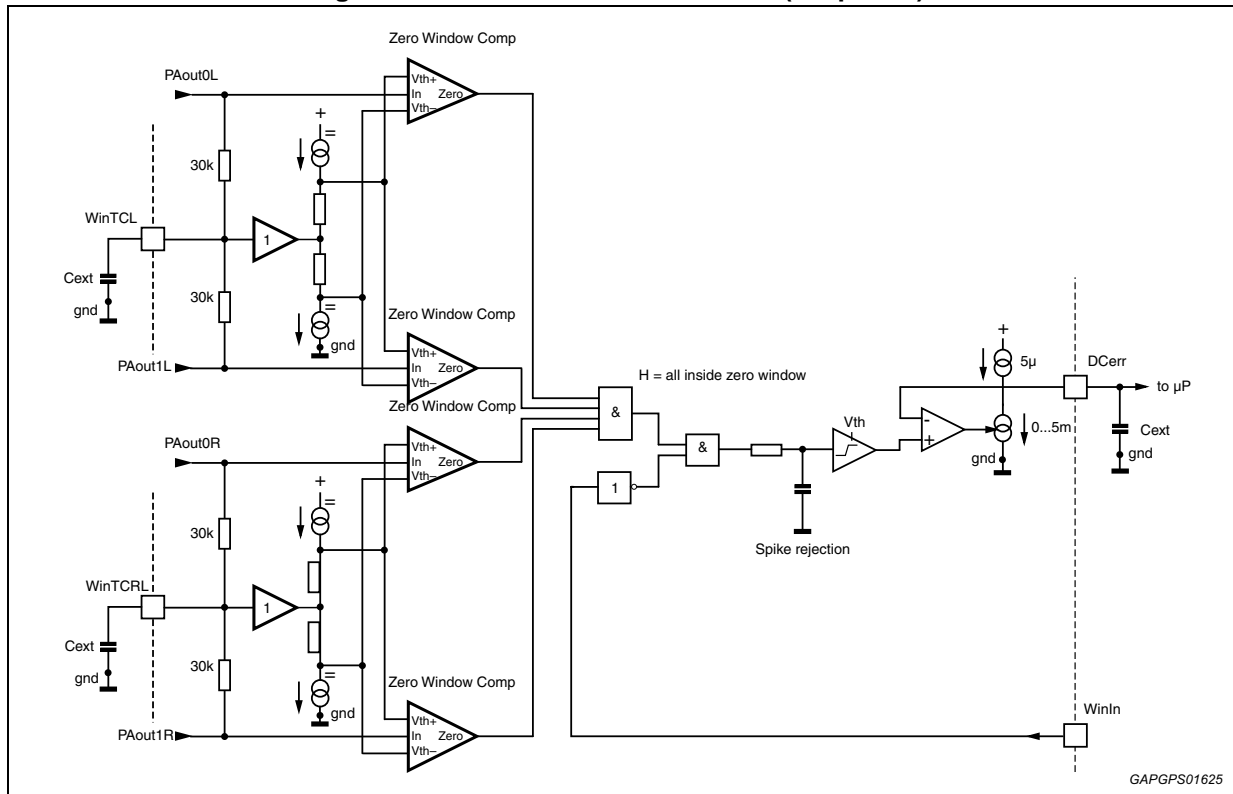 Zero Window Comp
PAout0L
Vth+
In Zero
Vth–
+
=
30k
WinTCL
1
Cext
gnd
30k
=
gnd
Zero Window Comp
Vth+
In Zero
Vth–
PAout1L
Zero Window Comp
H = all inside zero window
+
5µ
DCerr
to µP
&
Vth
-
+
0...5m
Cext
gnd
gnd
&
1
Spike rejection
PAout0R
Vth+
In Zero
Vth–
+
=
30k
WinTCRL
1
Cext
gnd
30k
=
gnd
Zero Window Comp
Vth+
In Zero
Vth–
PAout1R
WinIn
GAPGPS01625